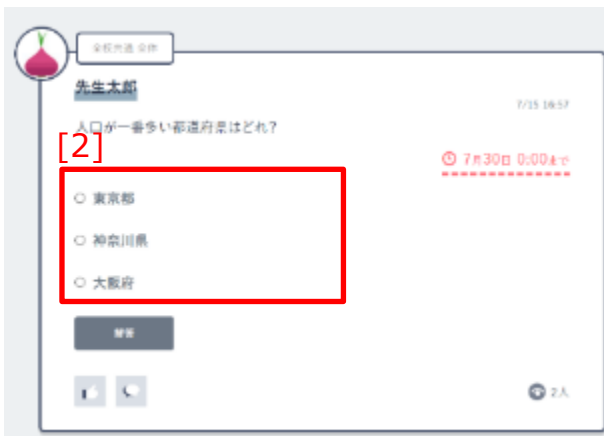 全校共通 全体
先生太郎
7/15 16:57
人口が一番多い都道府県はどれ?
[2]
7月30日 0:00まで
東京都
神奈川県
大阪府
解答
2人